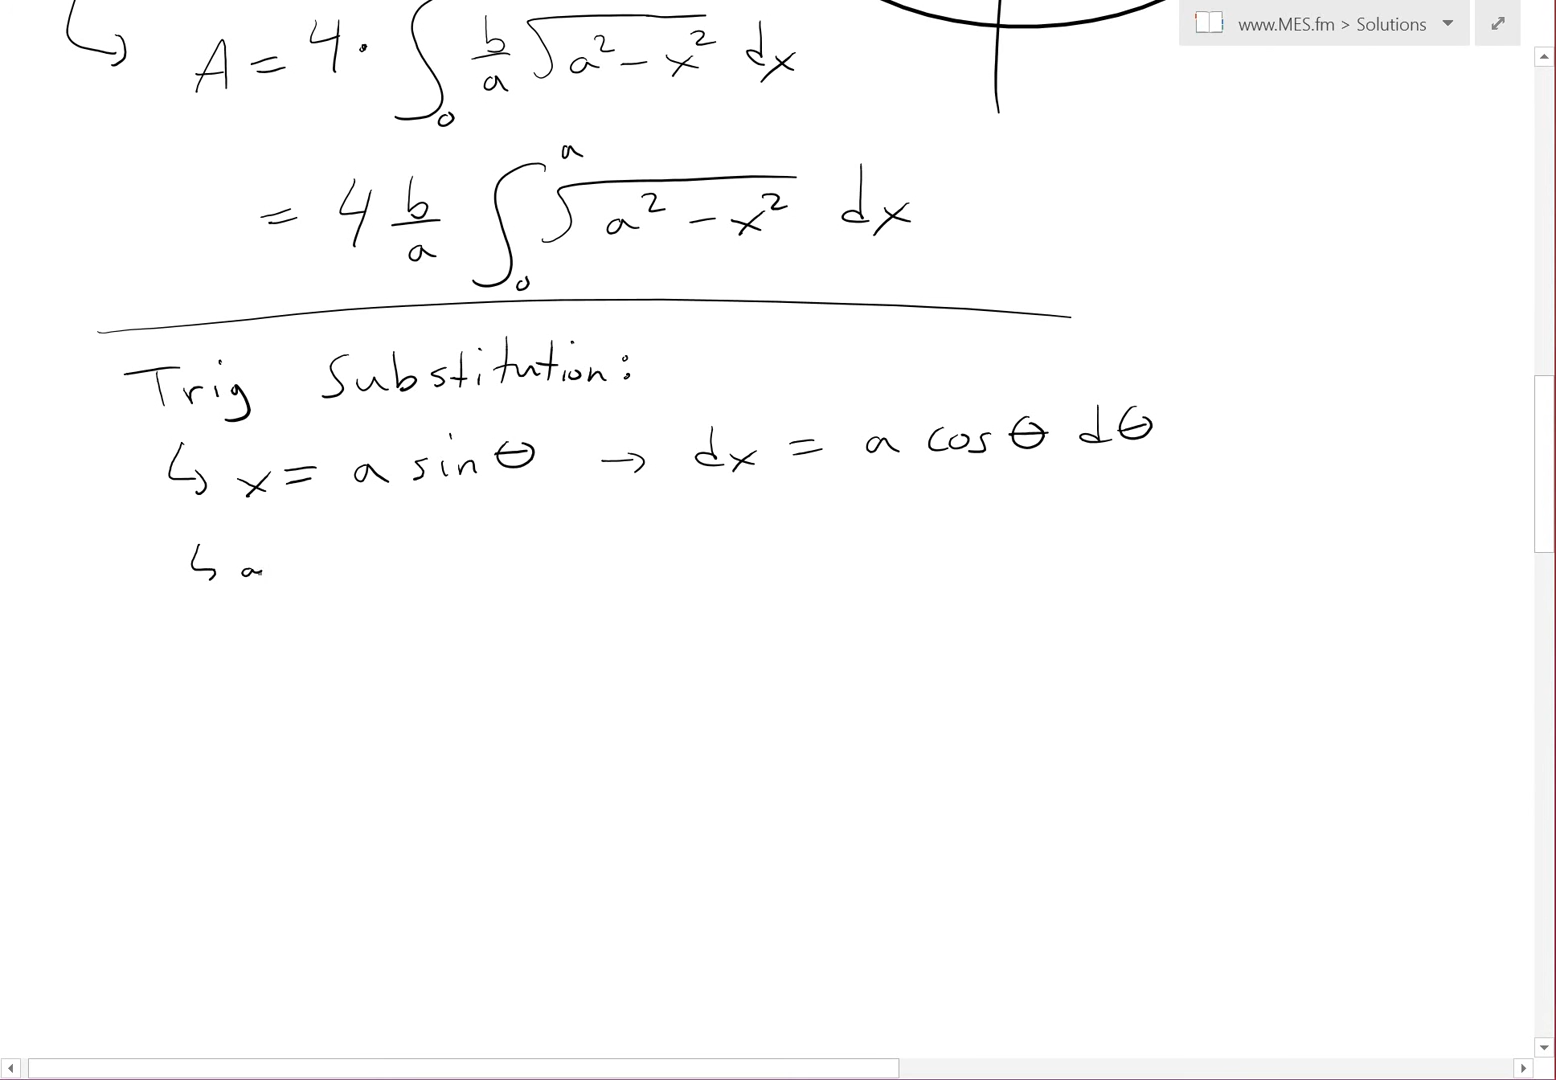 www.MES.fm > Solutions
↳ A = 4 · ∫₀ b/a √(a² − x²) dx
= 4 b/a ∫₀ᵃ √(a² − x²) dx
Trig Substitution:
↳ x = a sin θ → dx = a cos θ dθ
↳ a